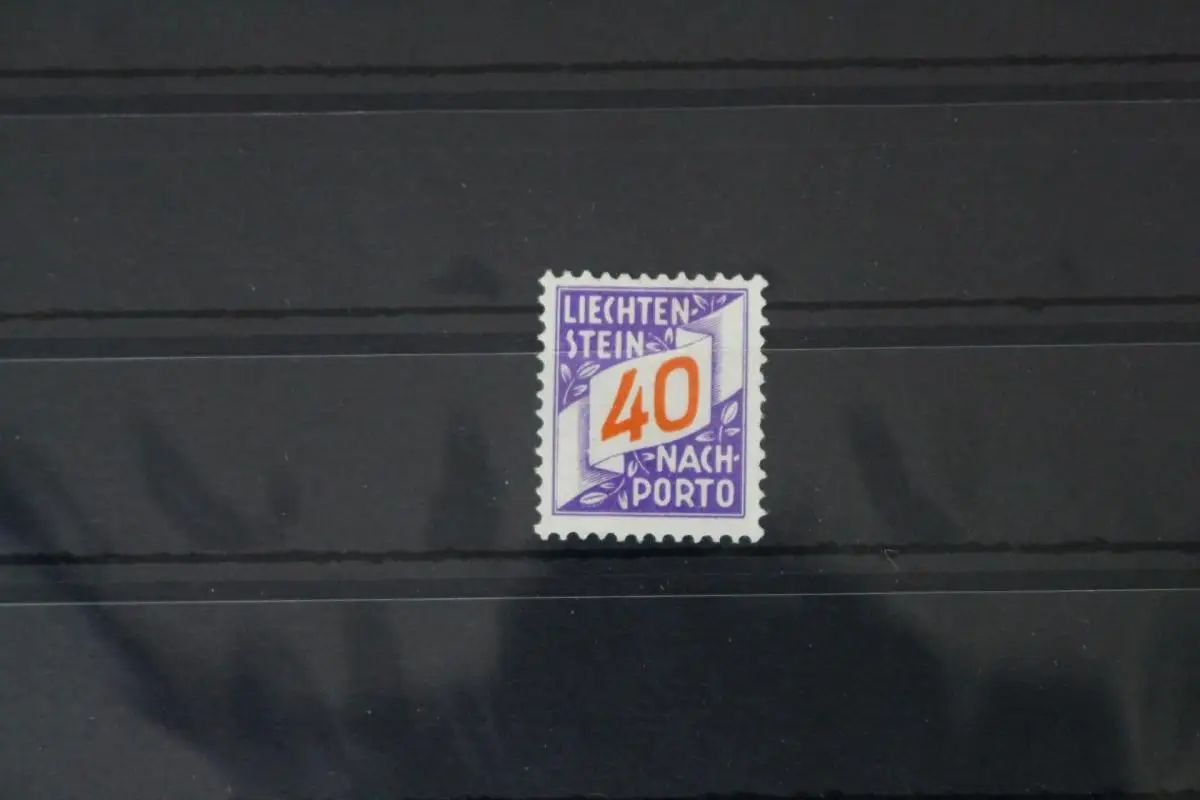 LIECHTEN-
STEIN
40
NACH-
PORTO